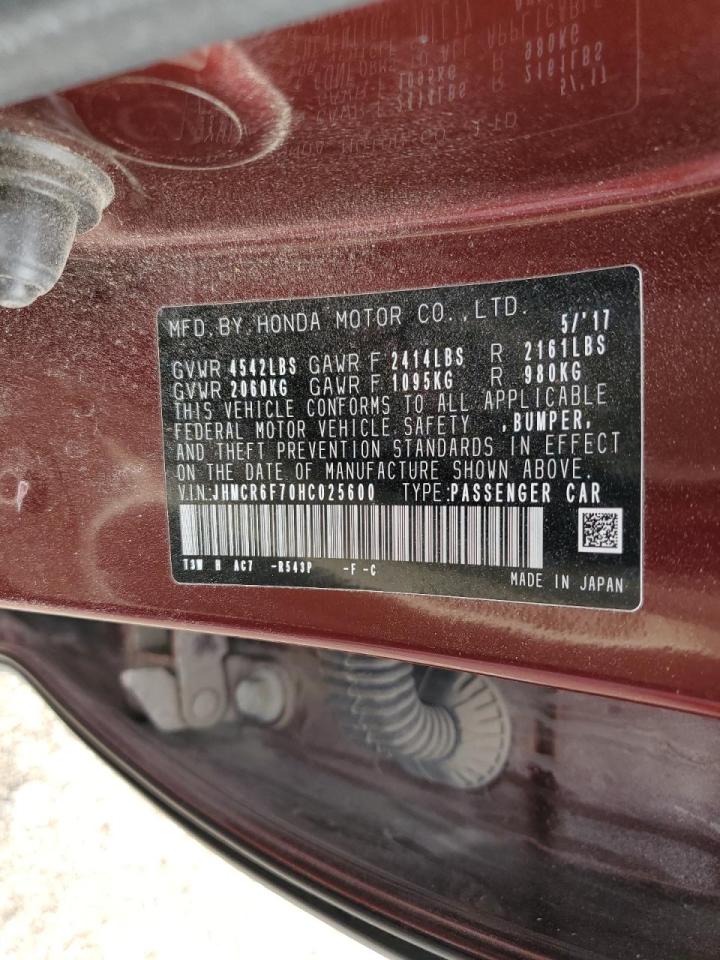 MFD. BY. HONDA MOTOR CO.,LTD. 5/'17
GVWR 4542LBS GAWR F 2414LBS R 2161LBS
GVWR 2060KG GAWR F 1095KG R 980KG
THIS VEHICLE CONFORMS TO ALL APPLICABLE
FEDERAL MOTOR VEHICLE SAFETY ,BUMPER,
AND THEFT PREVENTION STANDARDS IN EFFECT
ON THE DATE OF MANUFACTURE SHOWN ABOVE.
V.IN:JHMCR6F70HC025600 TYPE:PASSENGER CAR
T3W H AC7 -R543P -F -C
MADE IN JAPAN